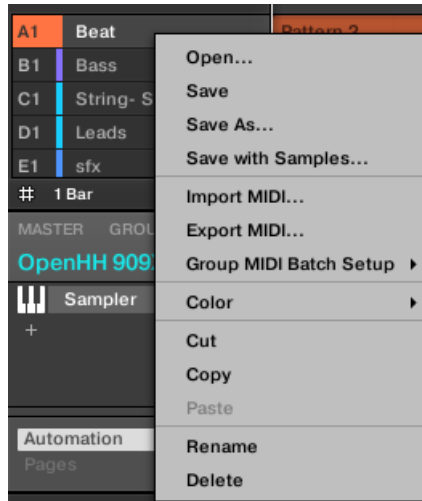 A1 Beat
Pattern 2
B1 Bass
C1 String- S
D1 Leads
E1 sfx
1 Bar
MASTER GROU
OpenHH 909
Sampler
+
Automation
Pages
Open...
Save
Save As...
Save with Samples...
Import MIDI...
Export MIDI...
Group MIDI Batch Setup
Color
Cut
Copy
Paste
Rename
Delete